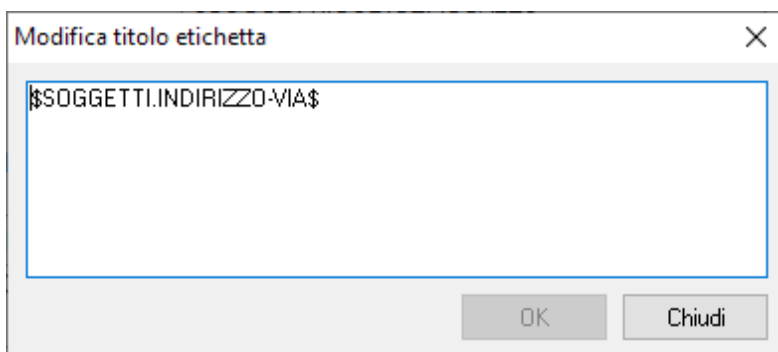 Modifica titolo etichetta
$SOGGETTI.INDIRIZZO-VIA$
OK
Chiudi